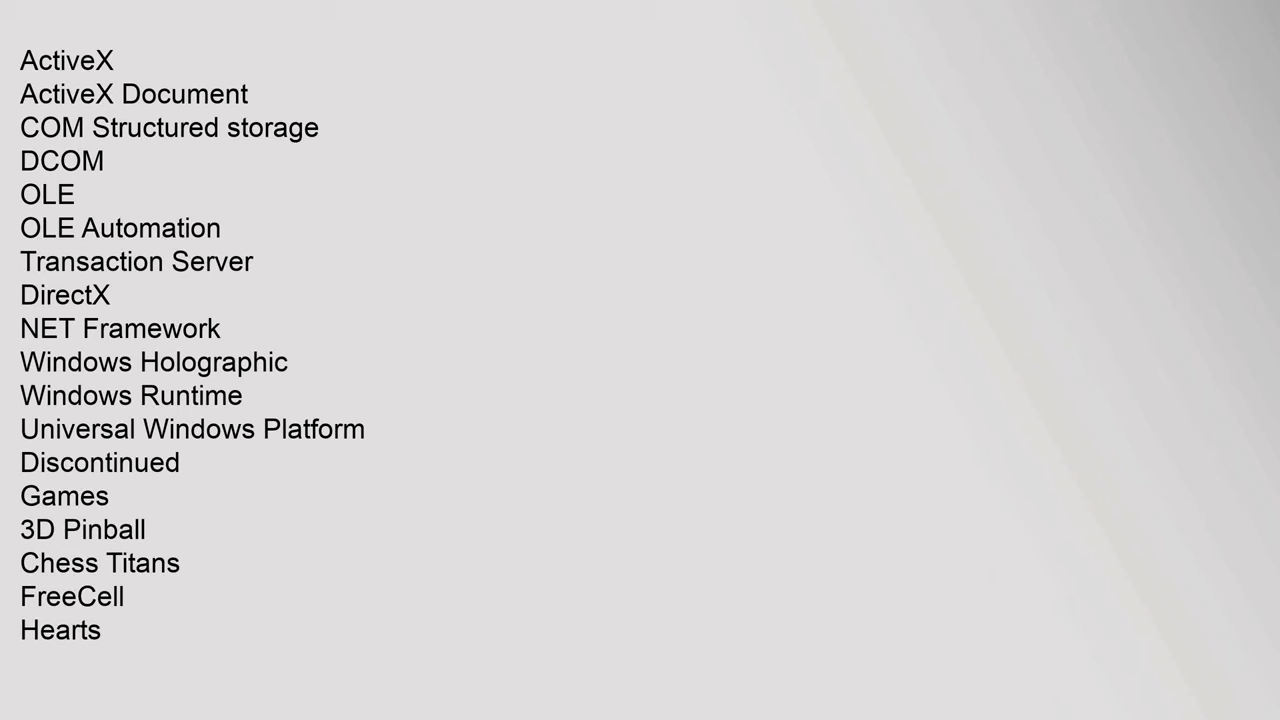 ActiveX
ActiveX Document
COM Structured storage
DCOM
OLE
OLE Automation
Transaction Server
DirectX
NET Framework
Windows Holographic
Windows Runtime
Universal Windows Platform
Discontinued
Games
3D Pinball
Chess Titans
FreeCell
Hearts